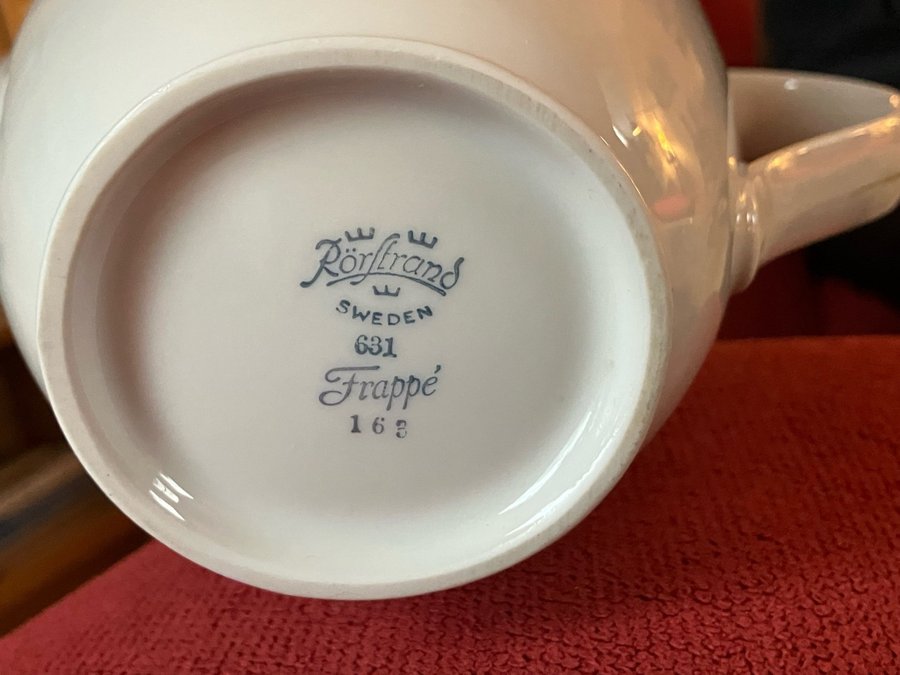 Rörstrand
SWEDEN
631
Frappé
163